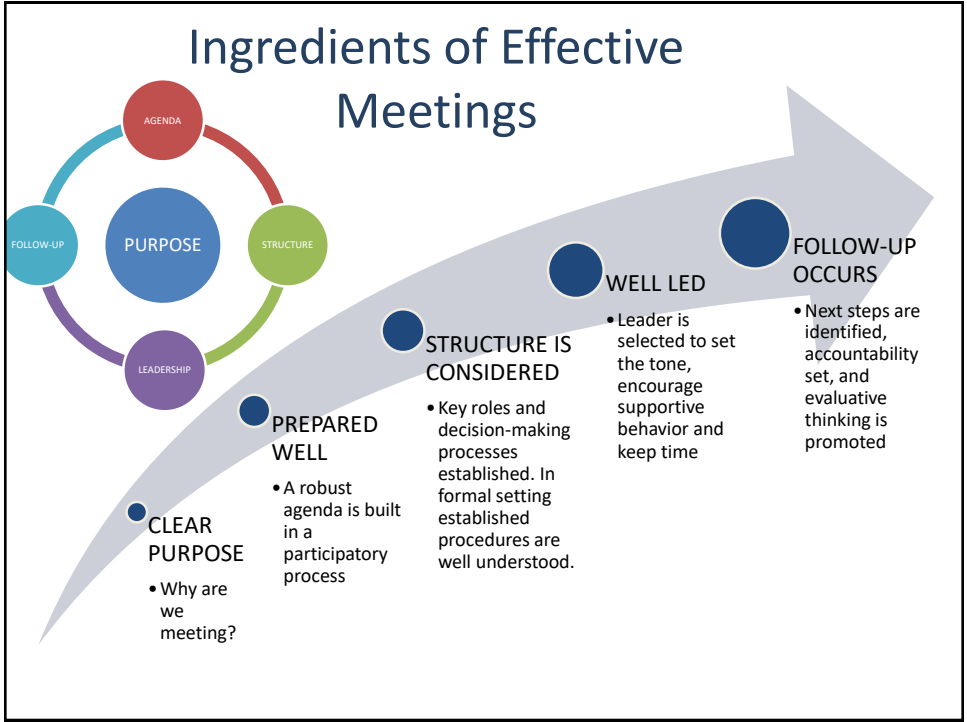 Ingredients of Effective
Meetings
AGENDA
FOLLOW-UP
PURPOSE
STRUCTURE
LEADERSHIP
CLEAR
PURPOSE
• Why are
we
meeting?
PREPARED
WELL
• A robust
agenda is built
in a
participatory
process
STRUCTURE IS
CONSIDERED
• Key roles and
decision-making
processes
established. In
formal setting
established
procedures are
well understood.
WELL LED
• Leader is
selected to set
the tone,
encourage
supportive
behavior and
keep time
FOLLOW-UP
OCCURS
• Next steps are
identified,
accountability
set, and
evaluative
thinking is
promoted